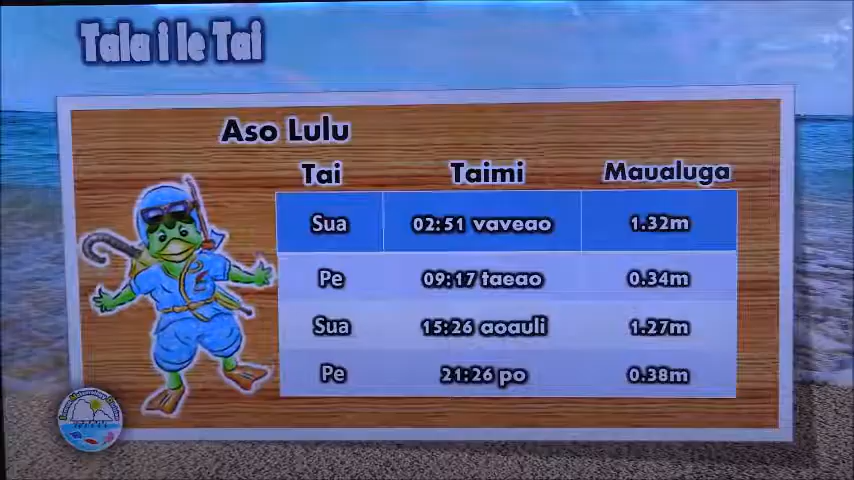 Tala i le Tai
Aso Lulu
Tai Taimi Maualuga
Sua 02:51 vaveao 1.32m
Pe 09:17 taeao 0.34m
Sua 15:26 aoauli 1.27m
Pe 21:26 po 0.38m